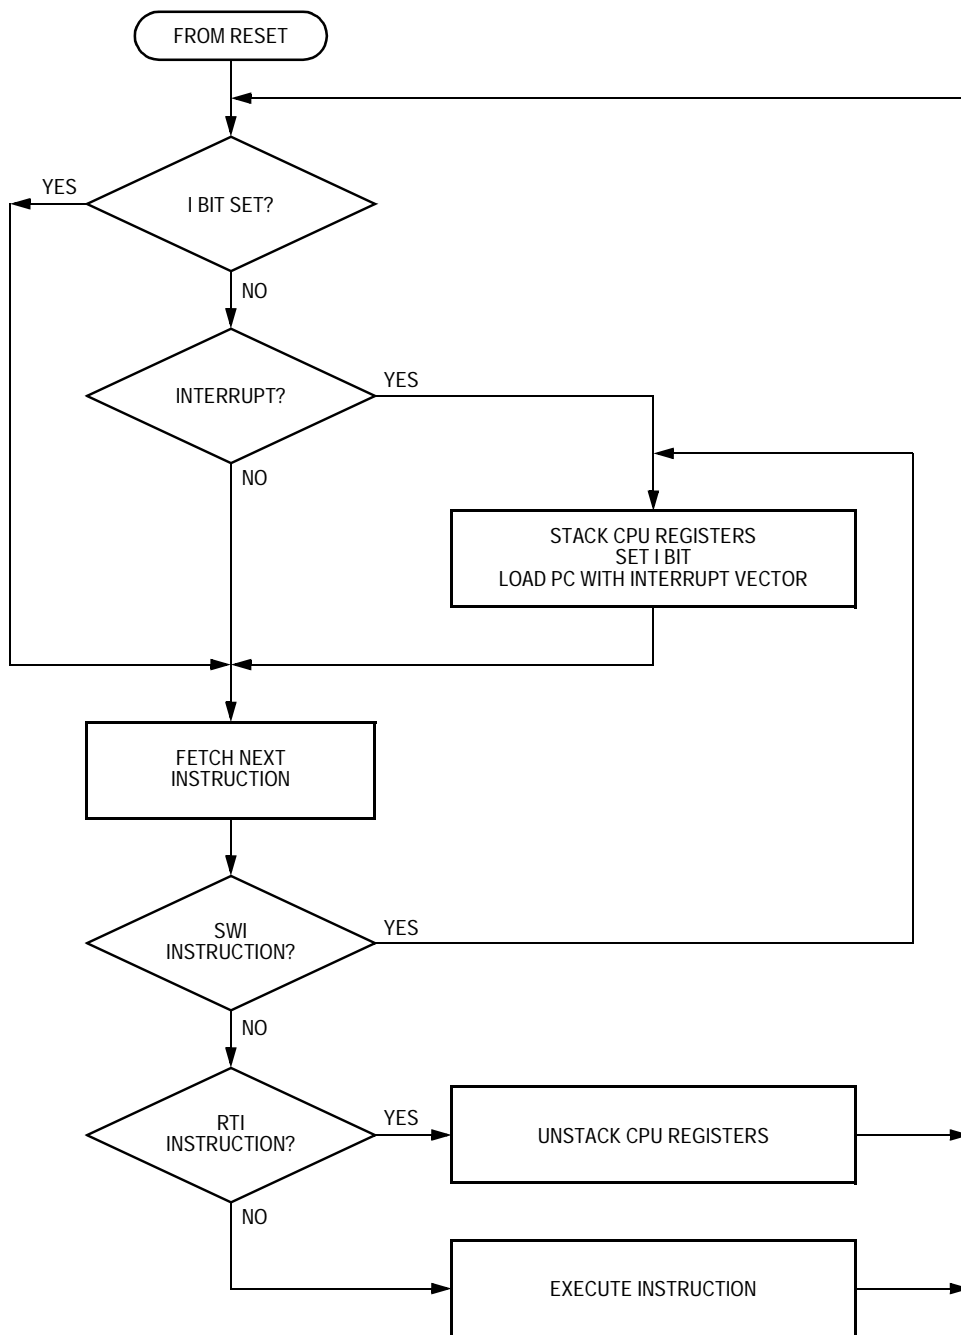 FROM RESET
YES
I BIT SET?
NO
INTERRUPT?
YES
NO
STACK CPU REGISTERS
SET I BIT
LOAD PC WITH INTERRUPT VECTOR
FETCH NEXT
INSTRUCTION
SWI
INSTRUCTION?
YES
NO
RTI
INSTRUCTION?
YES
UNSTACK CPU REGISTERS
NO
EXECUTE INSTRUCTION